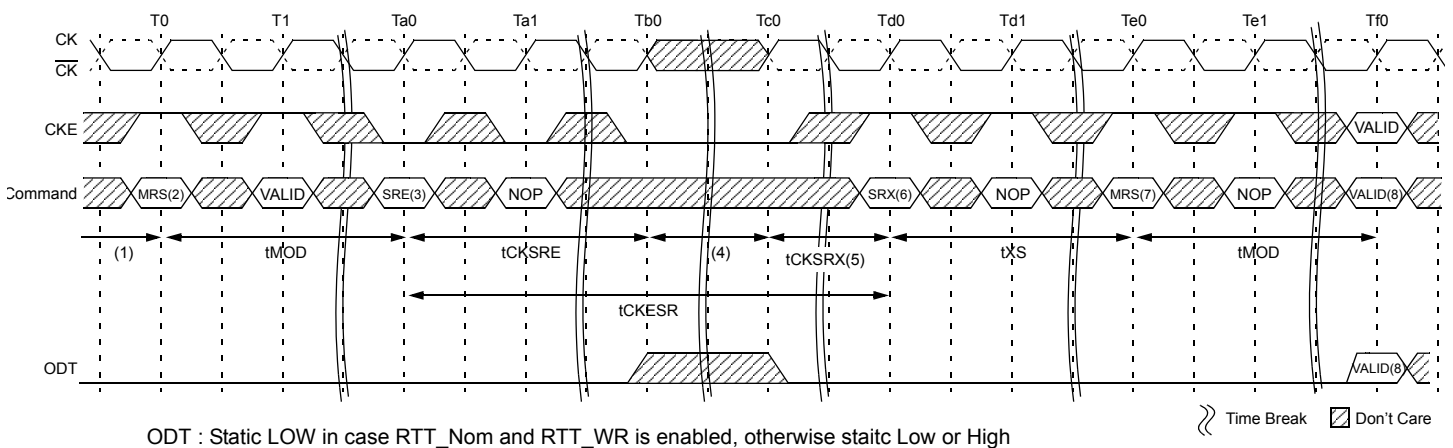 T0 T1 Ta0 Ta1 Tb0 Tc0 Td0 Td1 Te0 Te1 Tf0
CK
CK
CKE
VALID
Command
MRS(2) VALID SRE(3) NOP SRX(6) NOP MRS(7) NOP VALID(8)
(1) tMOD tCKSRE (4) tCKSRX(5) tXS tMOD
tCKESR
ODT
VALID(8)
Time Break Don't Care
ODT : Static LOW in case RTT_Nom and RTT_WR is enabled, otherwise staitc Low or High